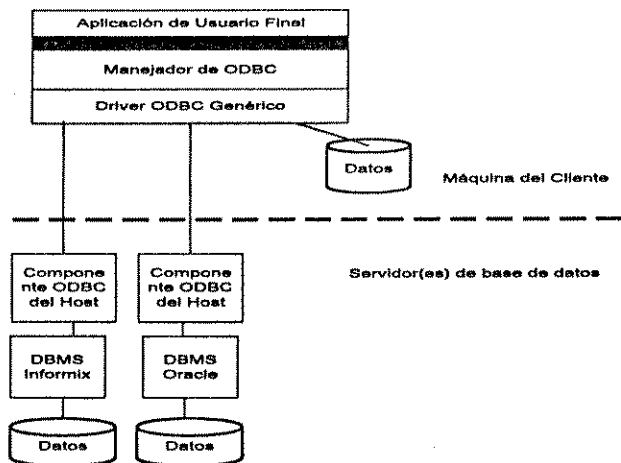 Aplicación de Usuario Final
Manejador de ODBC
Driver ODBC Genérico
Datos
Máquina del Cliente
Compone
nte ODBC
del Host
Compone
nte ODBC
del Host
Servidor(es) de base de datos
DBMS
Informix
DBMS
Oracle
Datos
Datos